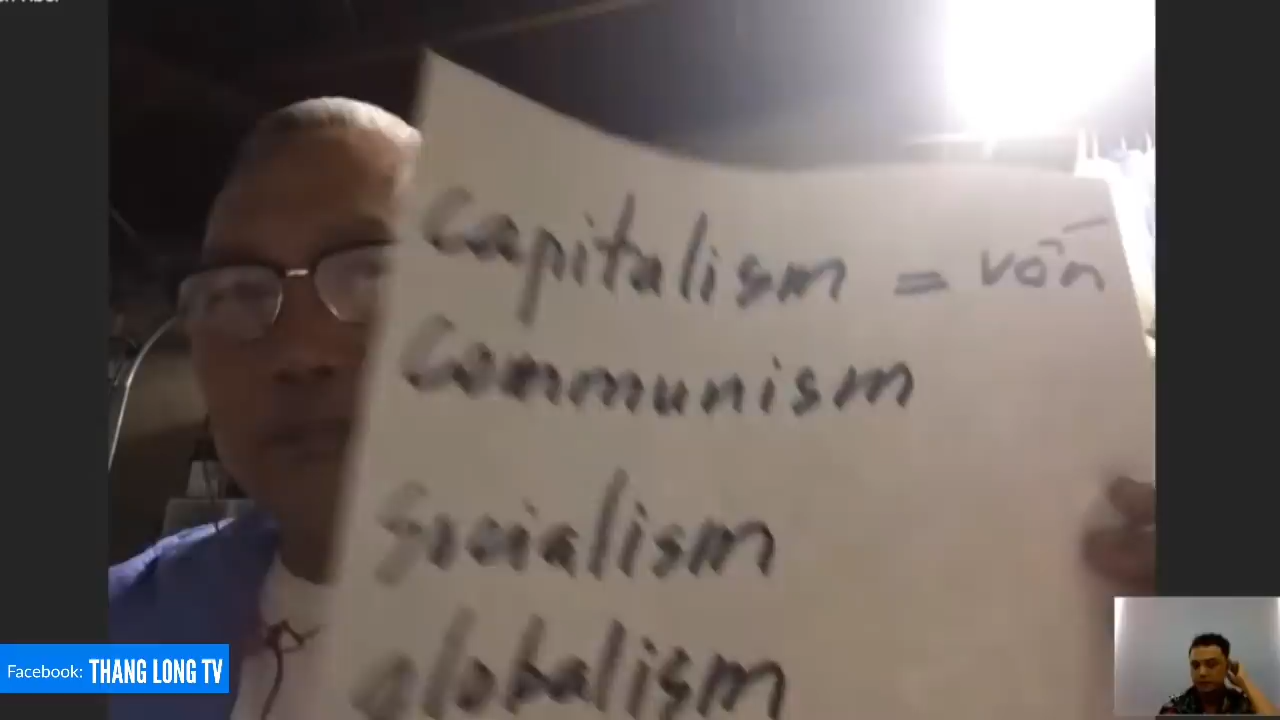 Capitalism = vốn
Communism
Socialism
globalism
Facebook: THANG LONG TV